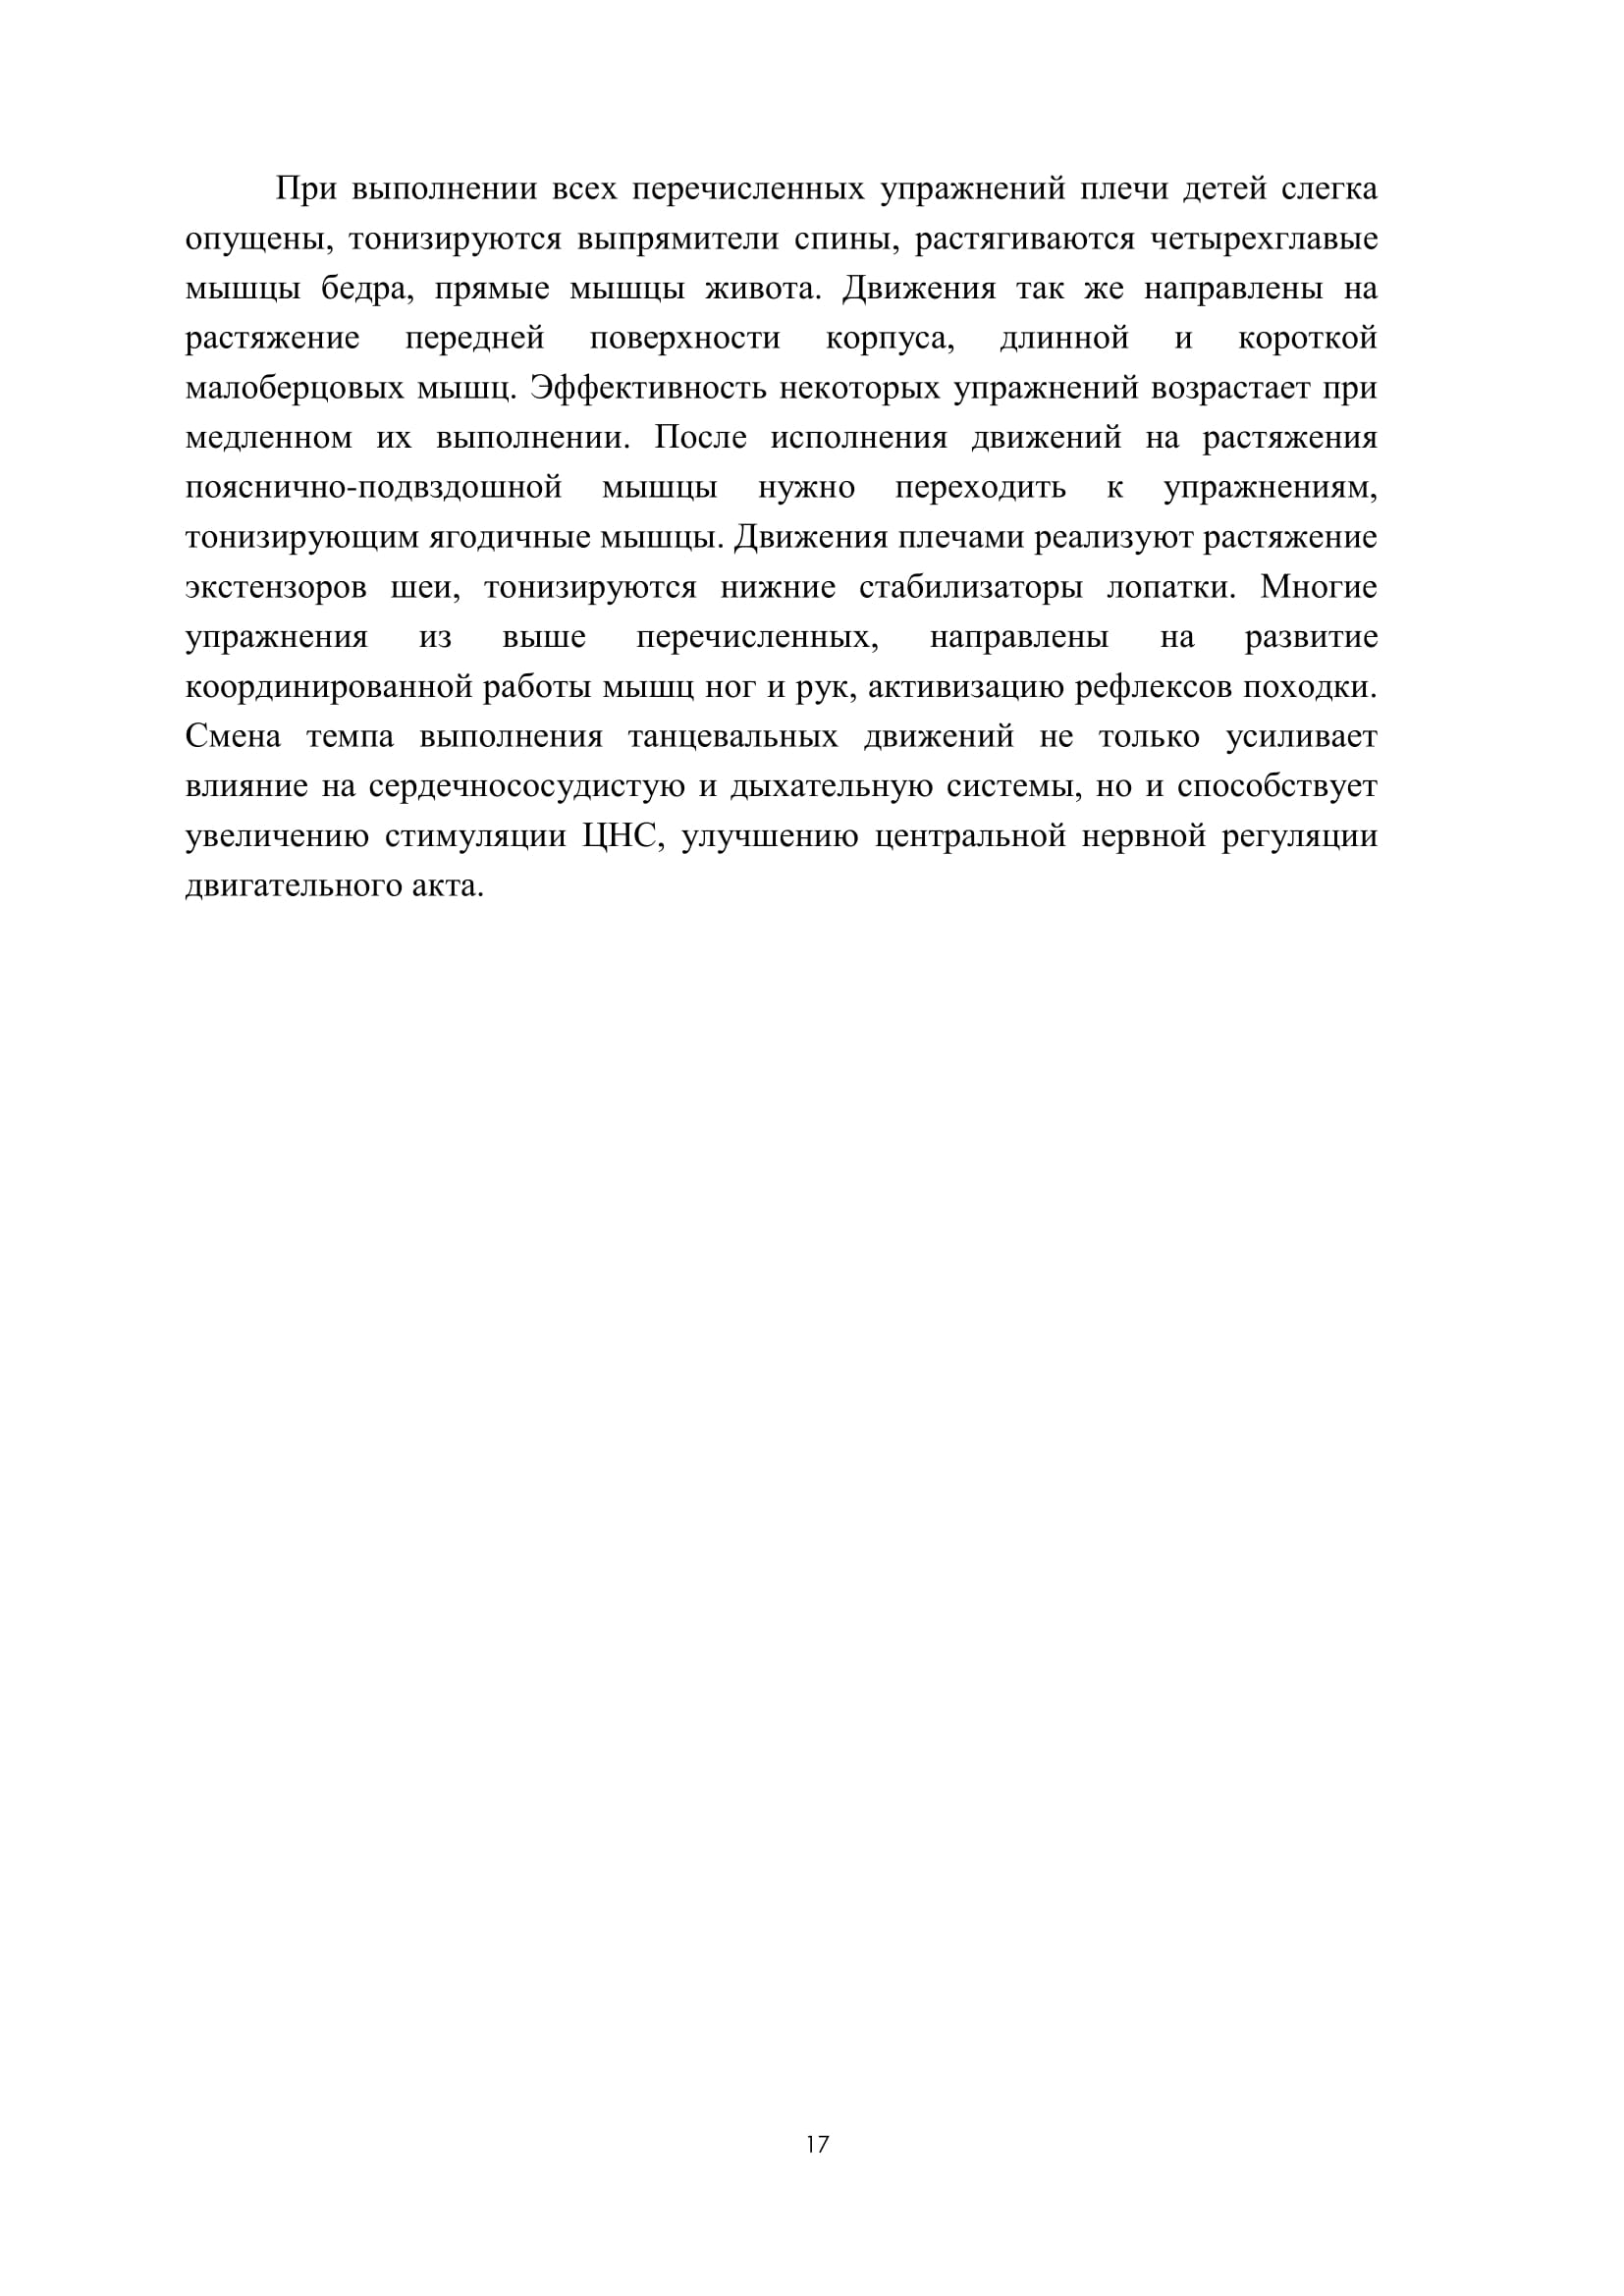 При выполнении всех перечисленных упражнений плечи детей слегка
опущены, тонизируются выпрямители спины, растягиваются четырехглавые
мышцы бедра, прямые мышцы живота. Движения так же направлены на
растяжение передней поверхности корпуса, длинной и короткой
малоберцовых мышц. Эффективность некоторых упражнений возрастает при
медленном их выполнении. После исполнения движений на растяжения
пояснично-подвздошной мышцы нужно переходить к упражнениям,
тонизирующим ягодичные мышцы. Движения плечами реализуют растяжение
экстензоров шеи, тонизируются нижние стабилизаторы лопатки. Многие
упражнения из выше перечисленных, направлены на развитие
координированной работы мышц ног и рук, активизацию рефлексов походки.
Смена темпа выполнения танцевальных движений не только усиливает
влияние на сердечнососудистую и дыхательную системы, но и способствует
увеличению стимуляции ЦНС, улучшению центральной нервной регуляции
двигательного акта.
17